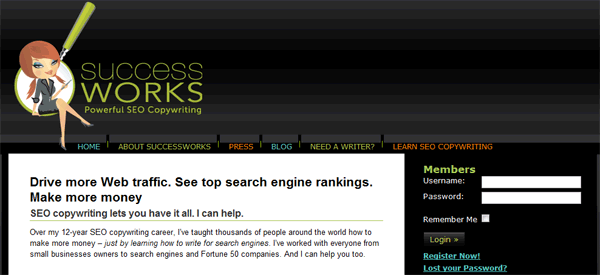 success
WORKS
Powerful SEO Copywriting
HOME ABOUT SUCCESSWORKS PRESS BLOG NEED A WRITER? LEARN SEO COPYWRITING
Drive more Web traffic. See top search engine rankings.
Make more money
SEO copywriting lets you have it all. I can help.
Over my 12-year SEO copywriting career, I've taught thousands of people around the world how to
make more money – just by learning how to write for search engines. I've worked with everyone from
small businesses owners to search engines and Fortune 50 companies. And I can help you too.
Members
Username:
Password:
Remember Me
Login »
Register Now!
Lost your Password?